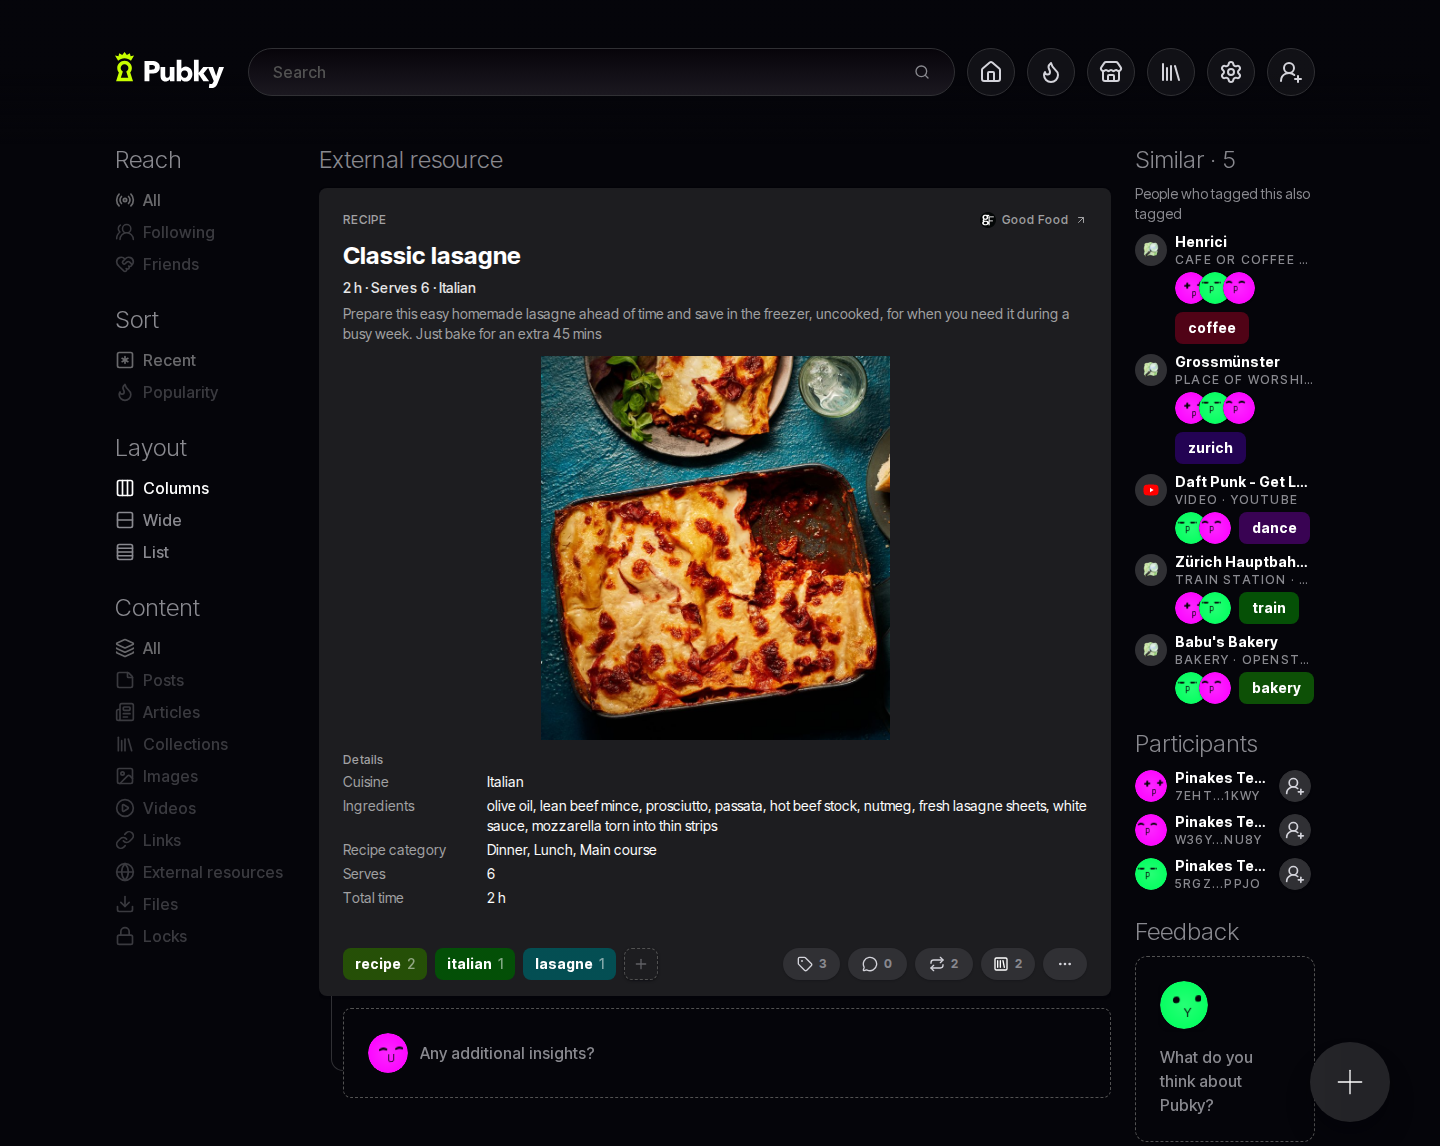 Pubky
Search
Reach
All
Following
Friends
Sort
Recent
Popularity
Layout
Columns
Wide
List
Content
All
Posts
Articles
Collections
Images
Videos
Links
External resources
Files
Locks
External resource
RECIPE
Good Food
Classic lasagne
2 h · Serves 6 · Italian
Prepare this easy homemade lasagne ahead of time and save in the freezer, uncooked, for when you need it during a
busy week. Just bake for an extra 45 mins
Details
Cuisine Italian
Ingredients olive oil, lean beef mince, prosciutto, passata, hot beef stock, nutmeg, fresh lasagne sheets, white
sauce, mozzarella torn into thin strips
Recipe category Dinner, Lunch, Main course
Serves 6
Total time 2 h
recipe 2 italian 1 lasagne 1 3 0 2 2
Any additional insights?
Similar · 5
People who tagged this also
tagged
Henrici
CAFE OR COFFEE ...
coffee
Grossmünster
PLACE OF WORSHI...
zurich
Daft Punk - Get L...
VIDEO · YOUTUBE
dance
Zürich Hauptbah...
TRAIN STATION · ...
train
Babu's Bakery
BAKERY · OPENST...
bakery
Participants
Pinakes Te...
7EHT...1KWY
Pinakes Te...
W36Y...NU8Y
Pinakes Te...
5RGZ...PPJO
Feedback
What do you
think about
Pubky?